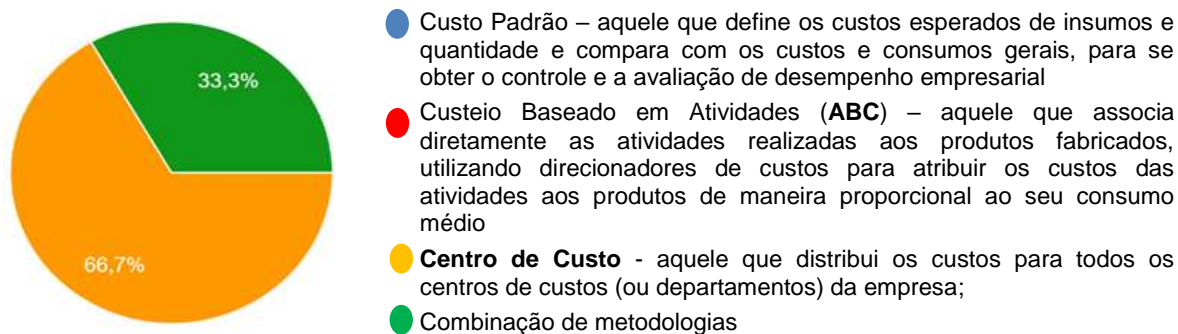 33,3%
66,7%
Custo Padrão – aquele que define os custos esperados de insumos e
quantidade e compara com os custos e consumos gerais, para se
obter o controle e a avaliação de desempenho empresarial
Custeio Baseado em Atividades (ABC) – aquele que associa
diretamente as atividades realizadas aos produtos fabricados,
utilizando direcionadores de custos para atribuir os custos das
atividades aos produtos de maneira proporcional ao seu consumo
médio
Centro de Custo - aquele que distribui os custos para todos os
centros de custos (ou departamentos) da empresa;
Combinação de metodologias